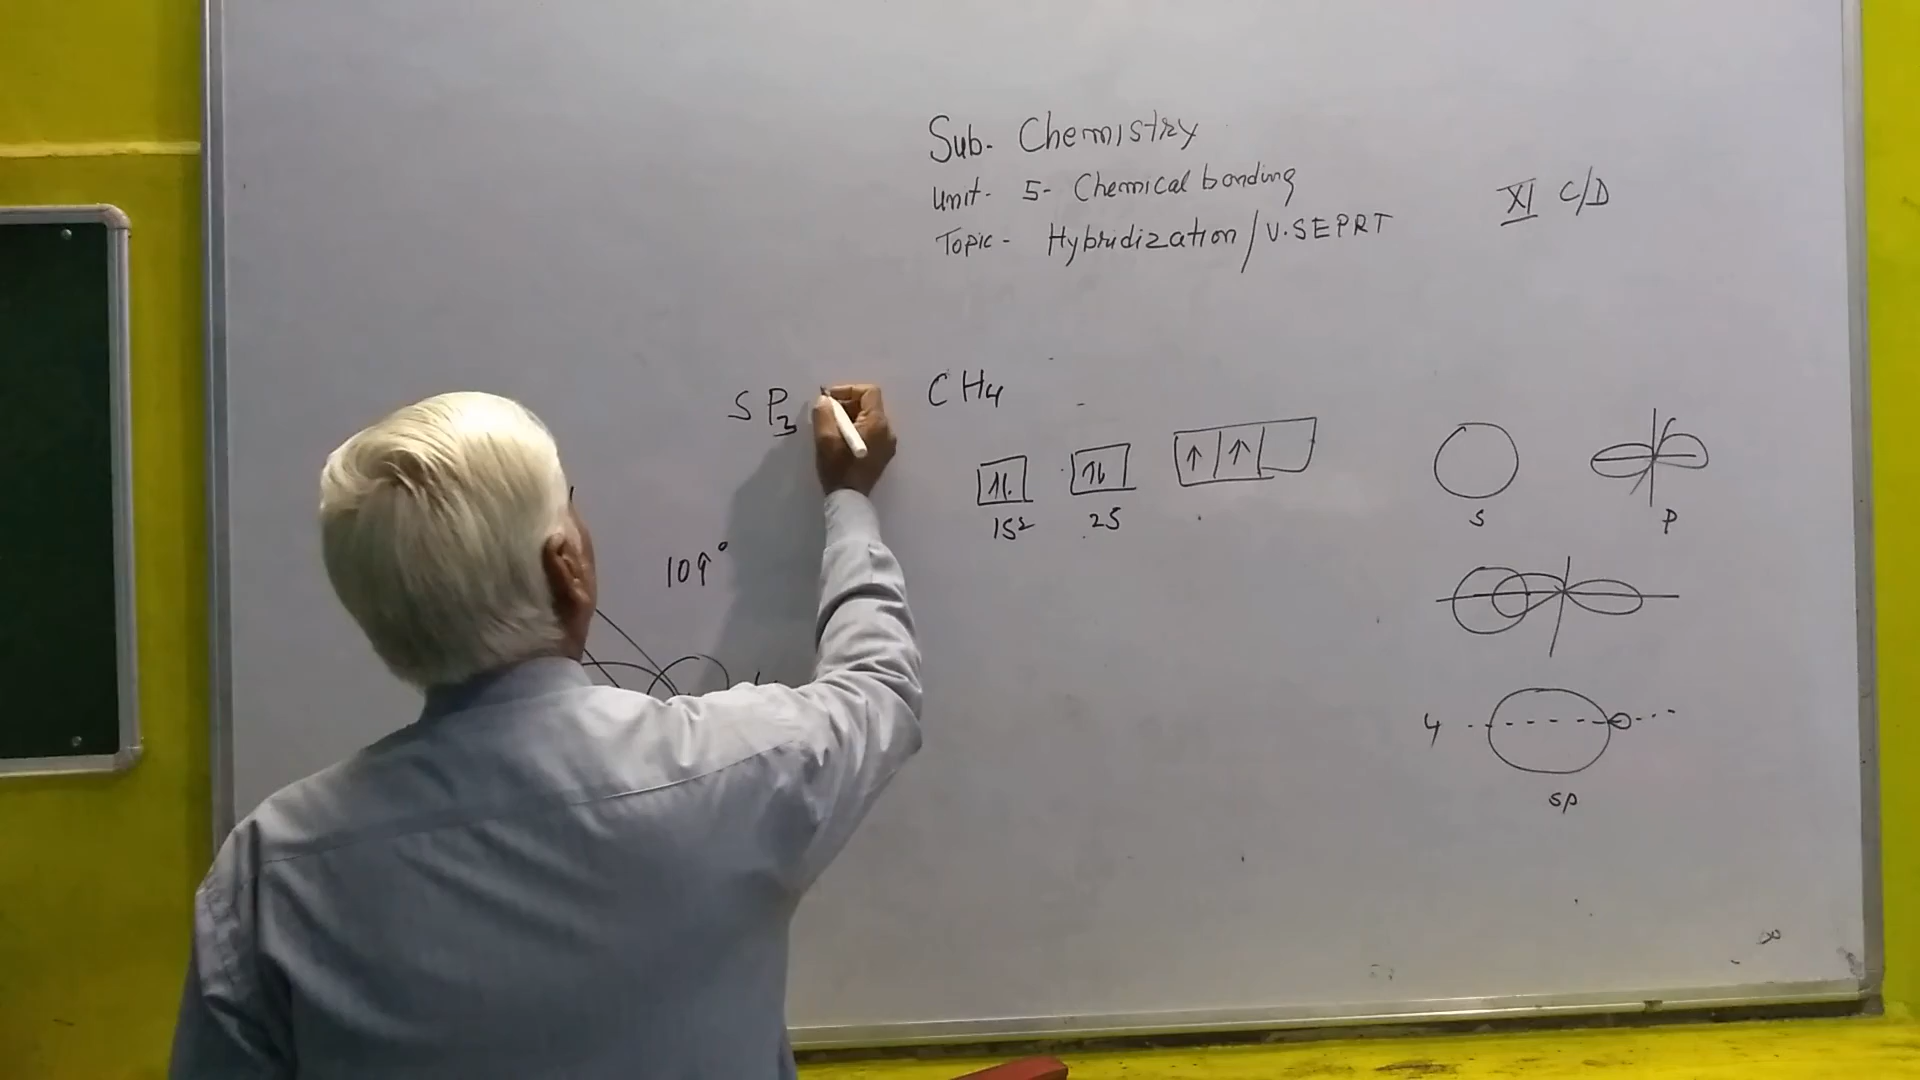 Sub. Chemistry
Unit- 5- Chemical bonding
Topic- Hybridization/V.SEPRT
XI C/D
SP3
CH4
1S²
2S
S
P
109°
4
SP